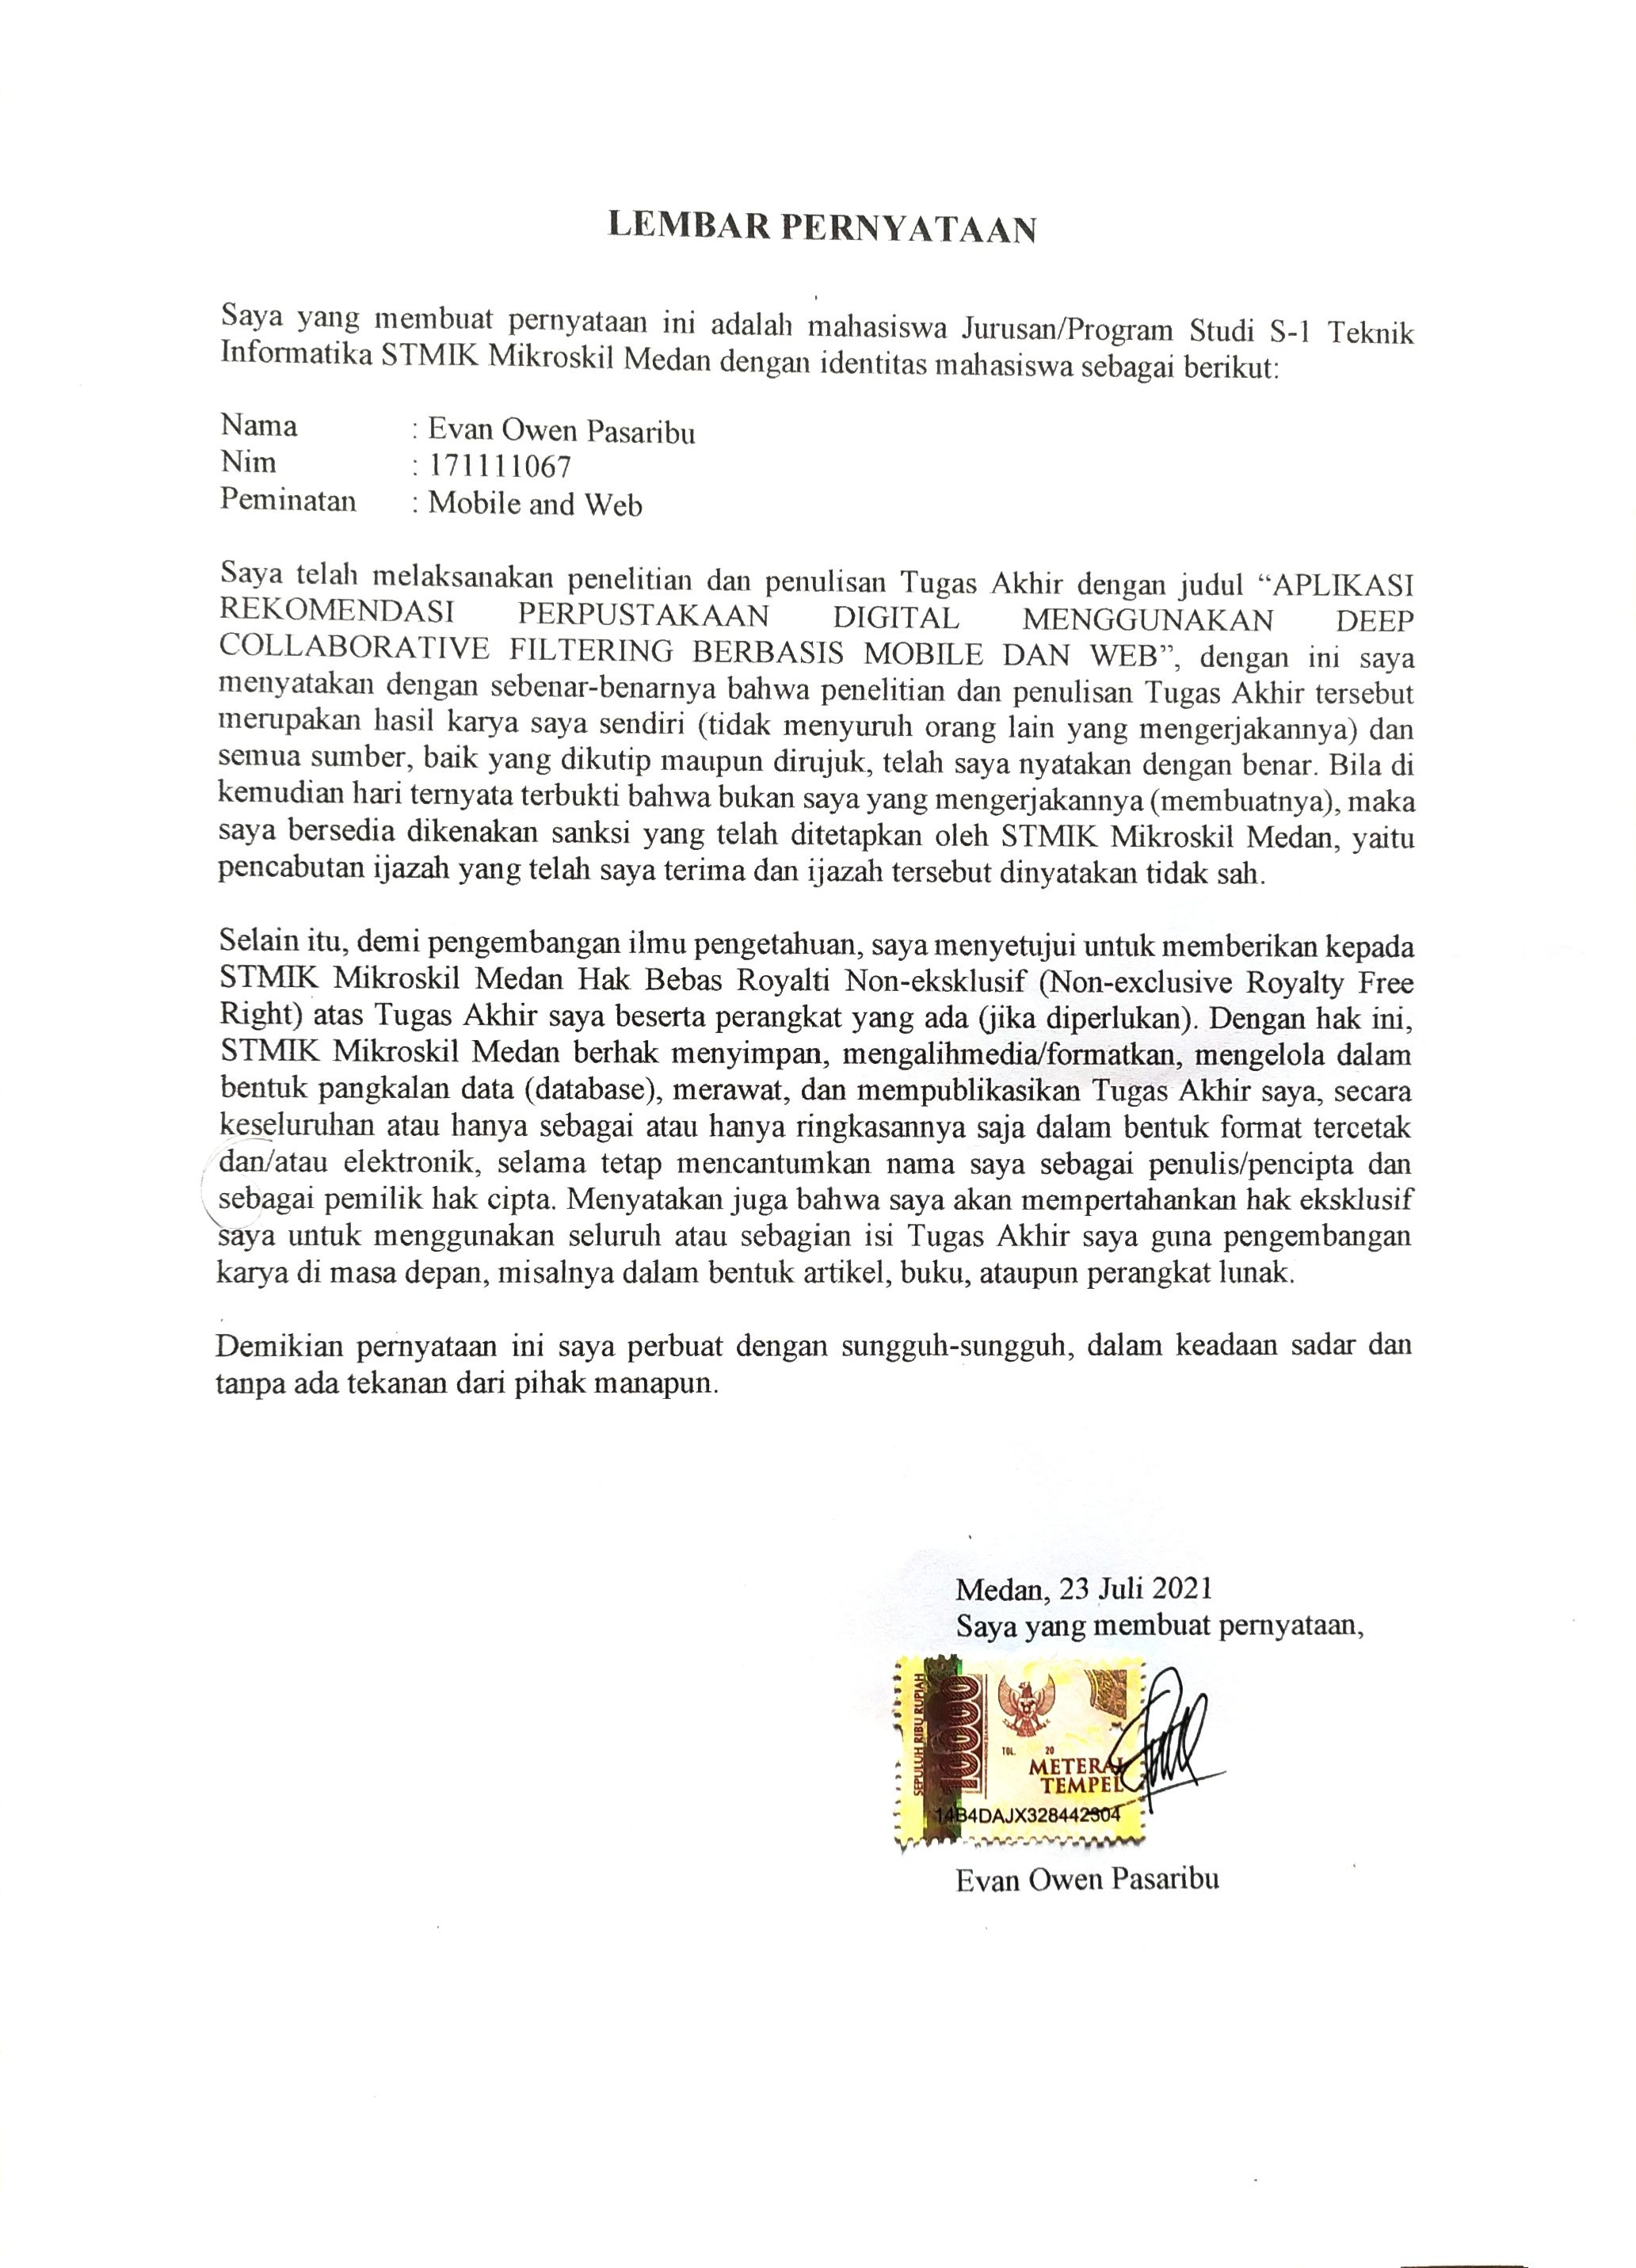 LEMBAR PERNYATAAN
Saya yang membuat pernyataan ini adalah mahasiswa Jurusan/Program Studi S-1 Teknik
Informatika STMIK Mikroskil Medan dengan identitas mahasiswa sebagai berikut:
Nama : Evan Owen Pasaribu
Nim : 171111067
Peminatan : Mobile and Web
Saya telah melaksanakan penelitian dan penulisan Tugas Akhir dengan judul “APLIKASI
REKOMENDASI PERPUSTAKAAN DIGITAL MENGGUNAKAN DEEP
COLLABORATIVE FILTERING BERBASIS MOBILE DAN WEB”, dengan ini saya
menyatakan dengan sebenar-benarnya bahwa penelitian dan penulisan Tugas Akhir tersebut
merupakan hasil karya saya sendiri (tidak menyuruh orang lain yang mengerjakannya) dan
semua sumber, baik yang dikutip maupun dirujuk, telah saya nyatakan dengan benar. Bila di
kemudian hari ternyata terbukti bahwa bukan saya yang mengerjakannya (membuatnya), maka
saya bersedia dikenakan sanksi yang telah ditetapkan oleh STMIK Mikroskil Medan, yaitu
pencabutan ijazah yang telah saya terima dan ijazah tersebut dinyatakan tidak sah.
Selain itu, demi pengembangan ilmu pengetahuan, saya menyetujui untuk memberikan kepada
STMIK Mikroskil Medan Hak Bebas Royalti Non-eksklusif (Non-exclusive Royalty Free
Right) atas Tugas Akhir saya beserta perangkat yang ada (jika diperlukan). Dengan hak ini,
STMIK Mikroskil Medan berhak menyimpan, mengalihmedia/formatkan, mengelola dalam
bentuk pangkalan data (database), merawat, dan mempublikasikan Tugas Akhir saya, secara
keseluruhan atau hanya sebagai atau hanya ringkasannya saja dalam bentuk format tercetak
dan/atau elektronik, selama tetap mencantumkan nama saya sebagai penulis/pencipta dan
sebagai pemilik hak cipta. Menyatakan juga bahwa saya akan mempertahankan hak eksklusif
saya untuk menggunakan seluruh atau sebagian isi Tugas Akhir saya guna pengembangan
karya di masa depan, misalnya dalam bentuk artikel, buku, ataupun perangkat lunak.
Demikian pernyataan ini saya perbuat dengan sungguh-sungguh, dalam keadaan sadar dan
tanpa ada tekanan dari pihak manapun.
Medan, 23 Juli 2021
Saya yang membuat pernyataan,
SEPULUH RIBU RUPIAH
10000
TGL. 20
METERAI
TEMPEL
14B4DAJX328442304
Evan Owen Pasaribu